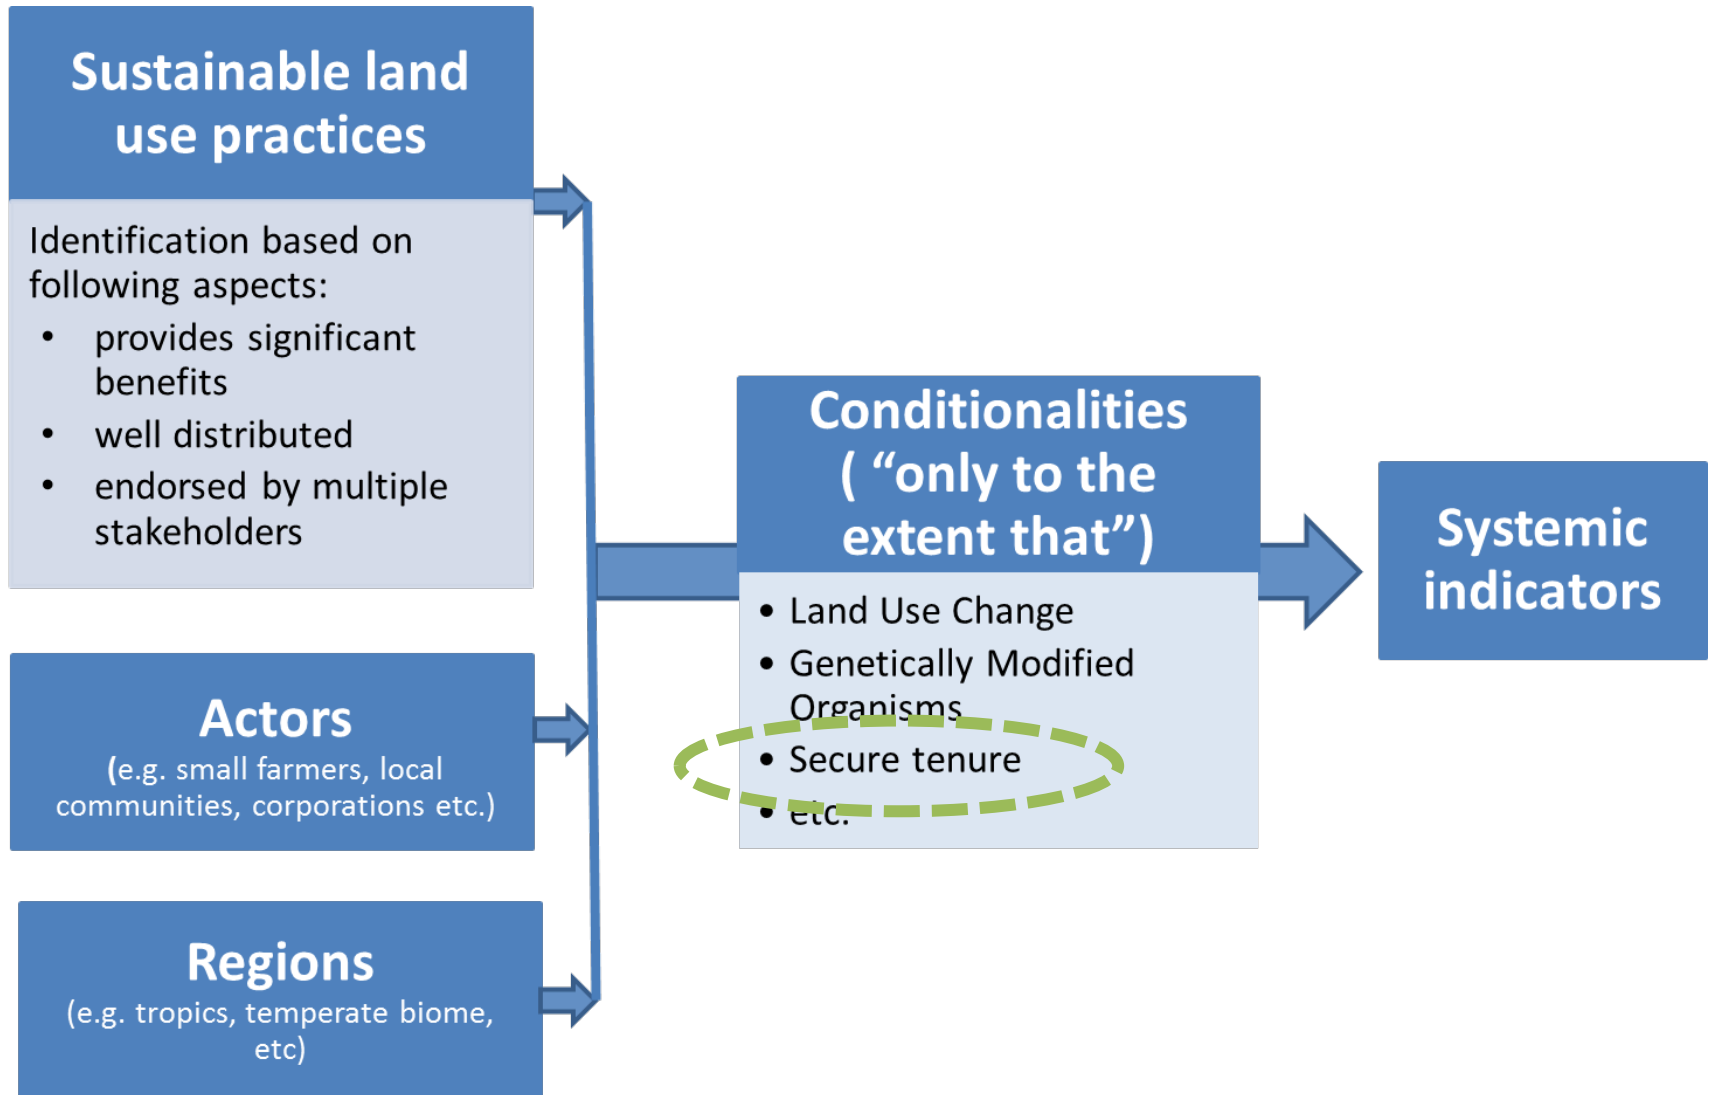 Sustainable land
use practices
Identification based on
following aspects:
• provides significant
benefits
• well distributed
• endorsed by multiple
stakeholders
Actors
(e.g. small farmers, local
communities, corporations etc.)
Regions
(e.g. tropics, temperate biome,
etc)
Conditionalities
( “only to the
extent that”)
• Land Use Change
• Genetically Modified
Organisms
• Secure tenure
• etc.
Systemic
indicators